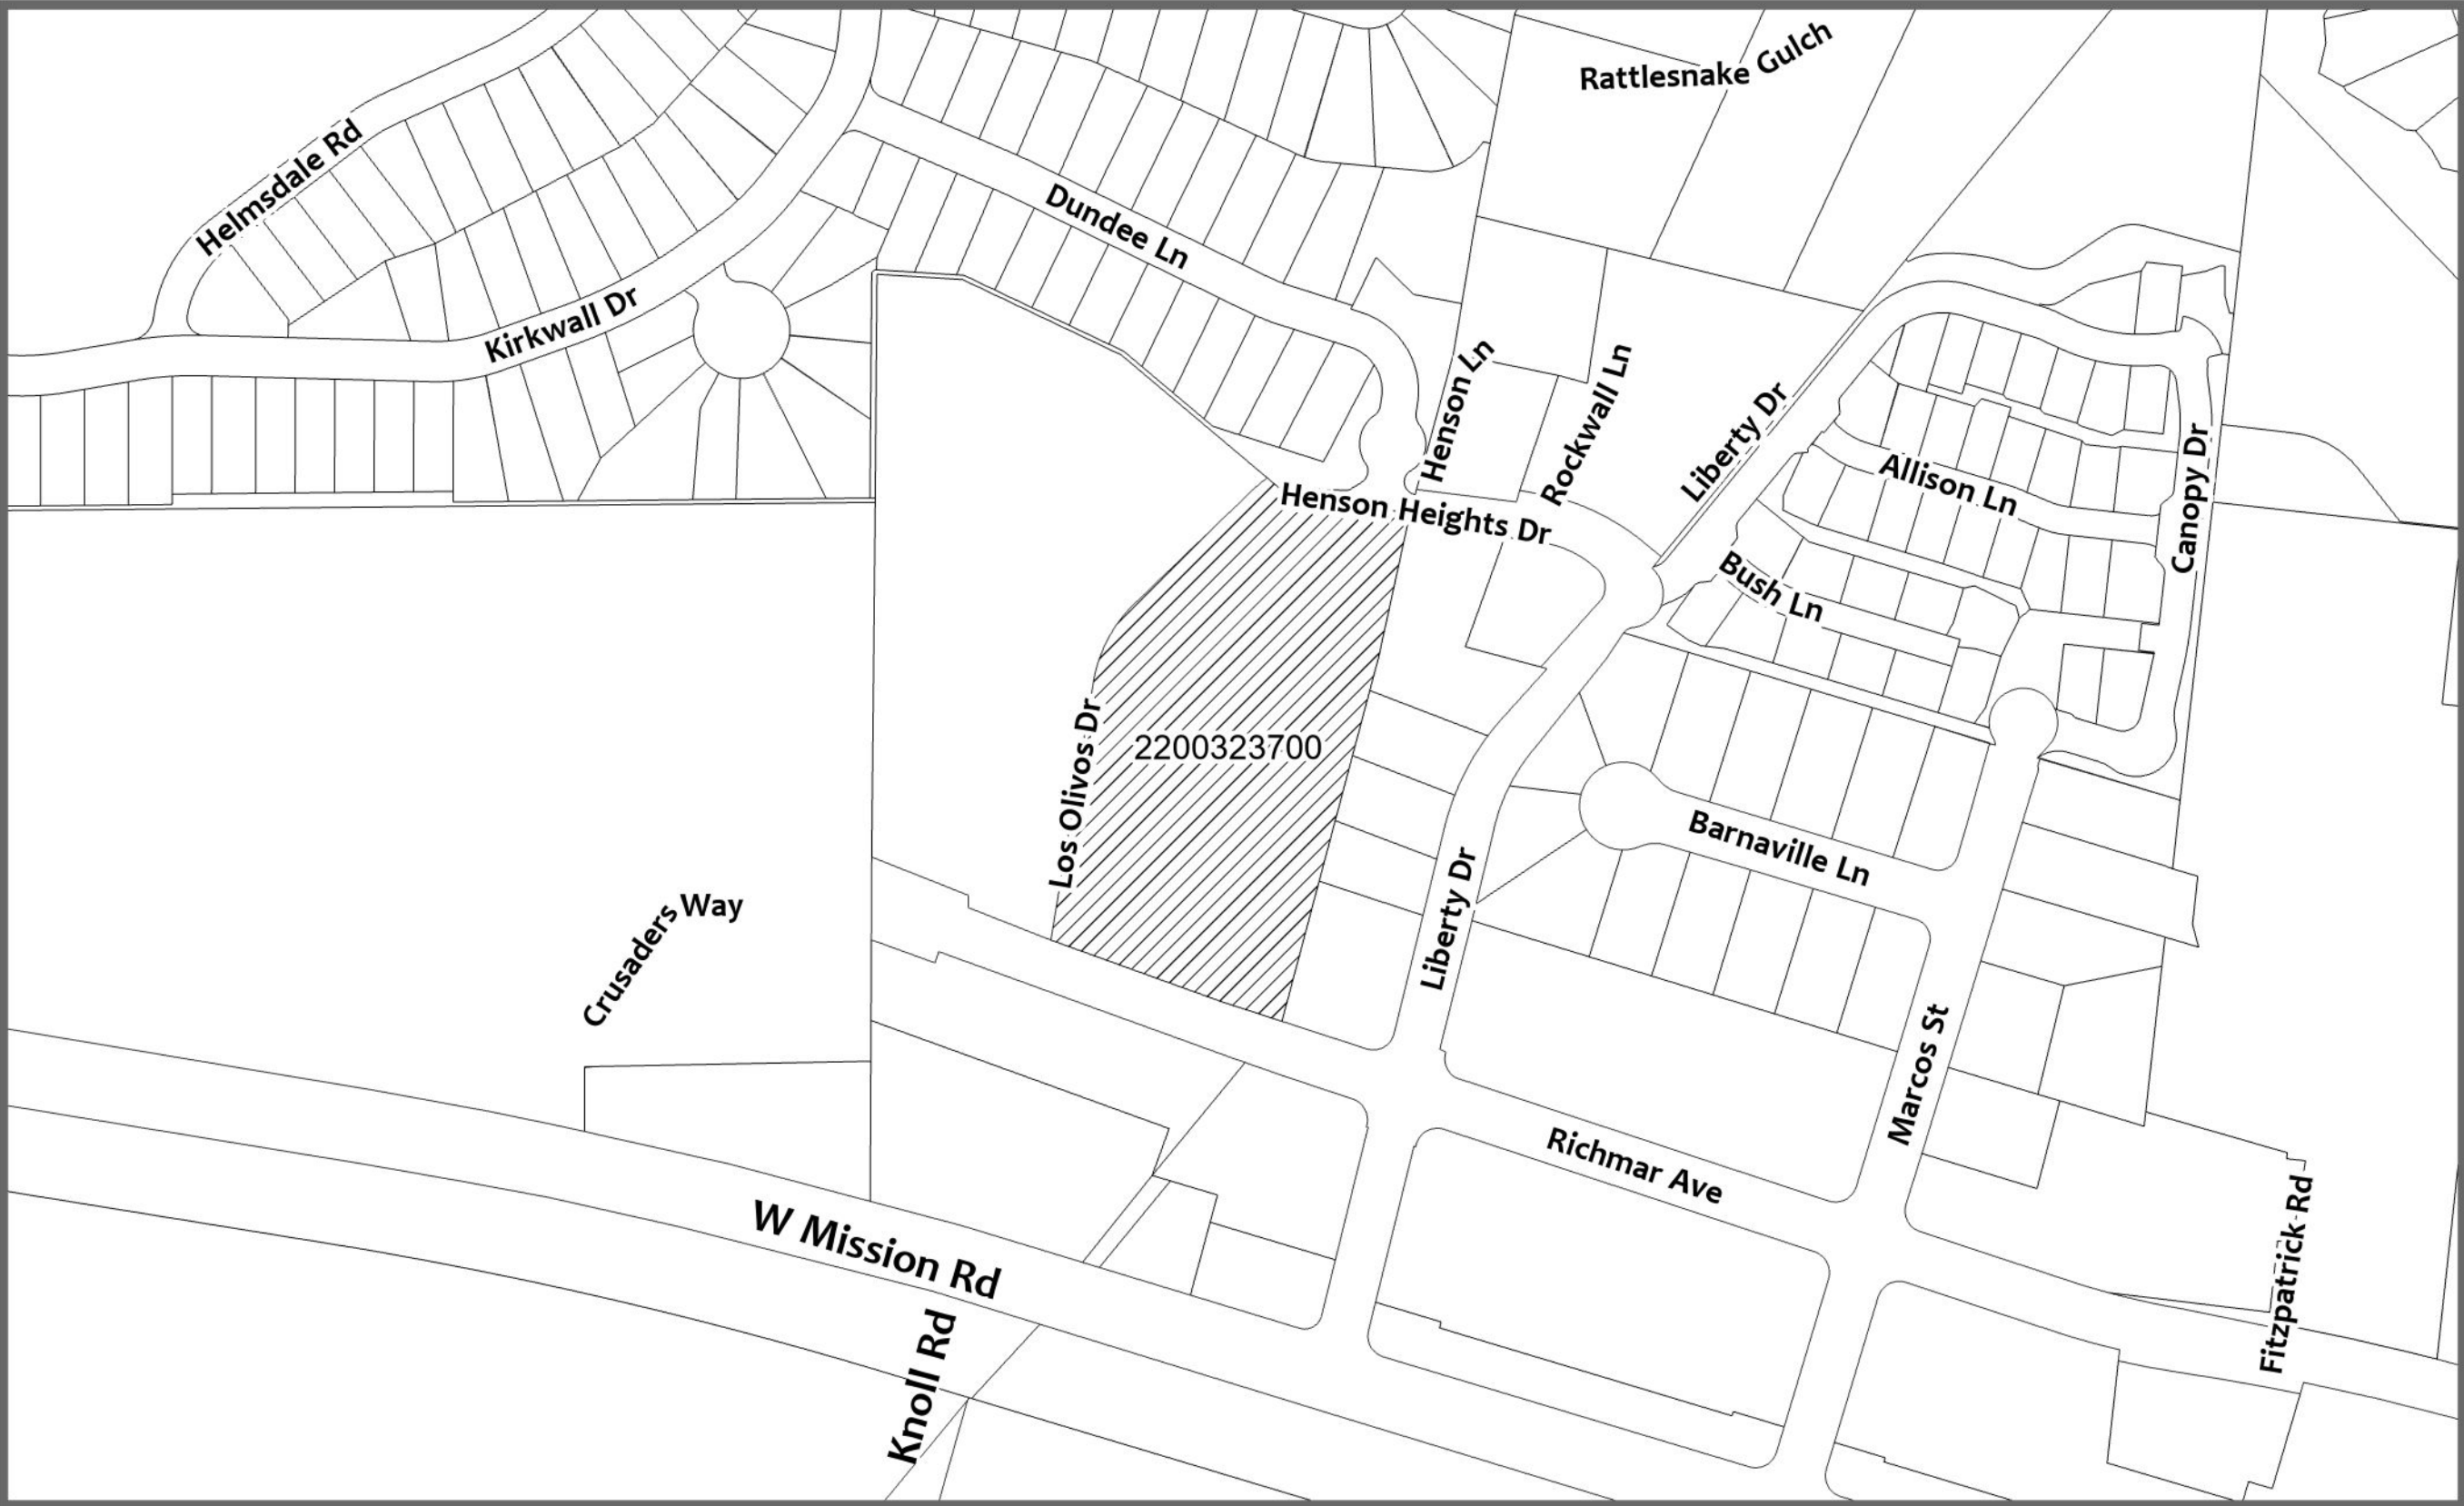 Rattlesnake Gulch
Helmsdale Rd
Dundee Ln
Kirkwall Dr
Henson Ln
Rockwall Ln
Liberty Dr
Allison Ln
Canopy Dr
Henson Heights Dr
Bush Ln
2200323700
Los Olivos Dr
Barnaville Ln
Liberty Dr
Crusaders Way
Marcos St
Richmar Ave
W Mission Rd
Fitzpatrick Rd
Knoll Rd